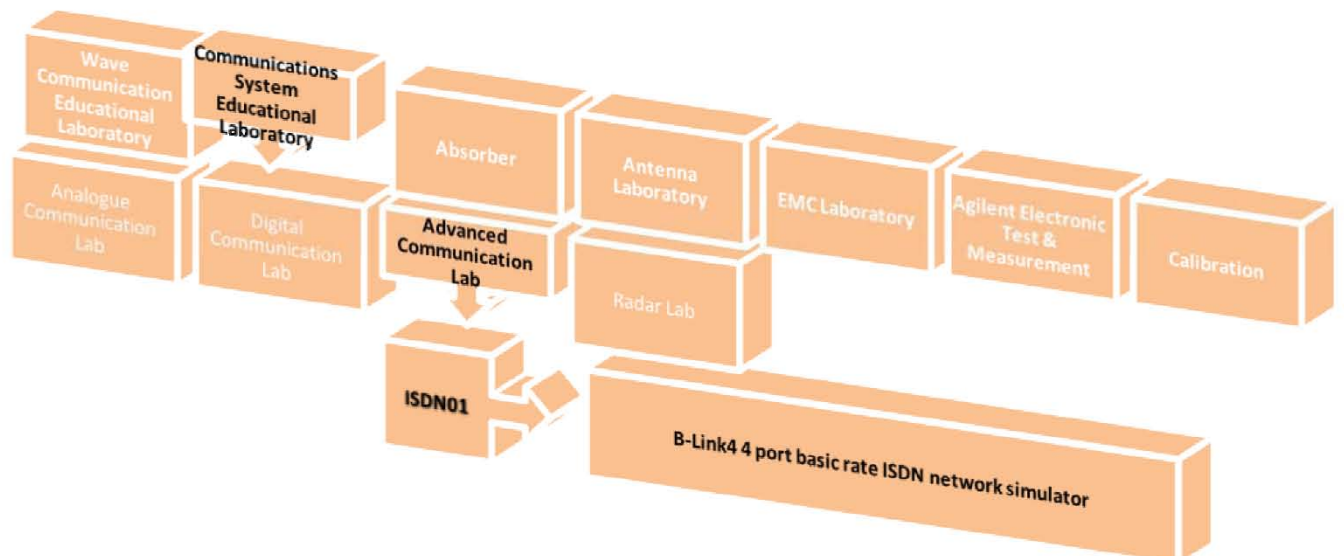 Wave
Communication
Educational
Laboratory
Communications
System
Educational
Laboratory
Absorber
Antenna
Laboratory
EMC Laboratory
Agilent Electronic
Test &
Measurement
Calibration
Analogue
Communication
Lab
Digital
Communication
Lab
Advanced
Communication
Lab
Radar Lab
ISDN01
B-Link4 4 port basic rate ISDN network simulator